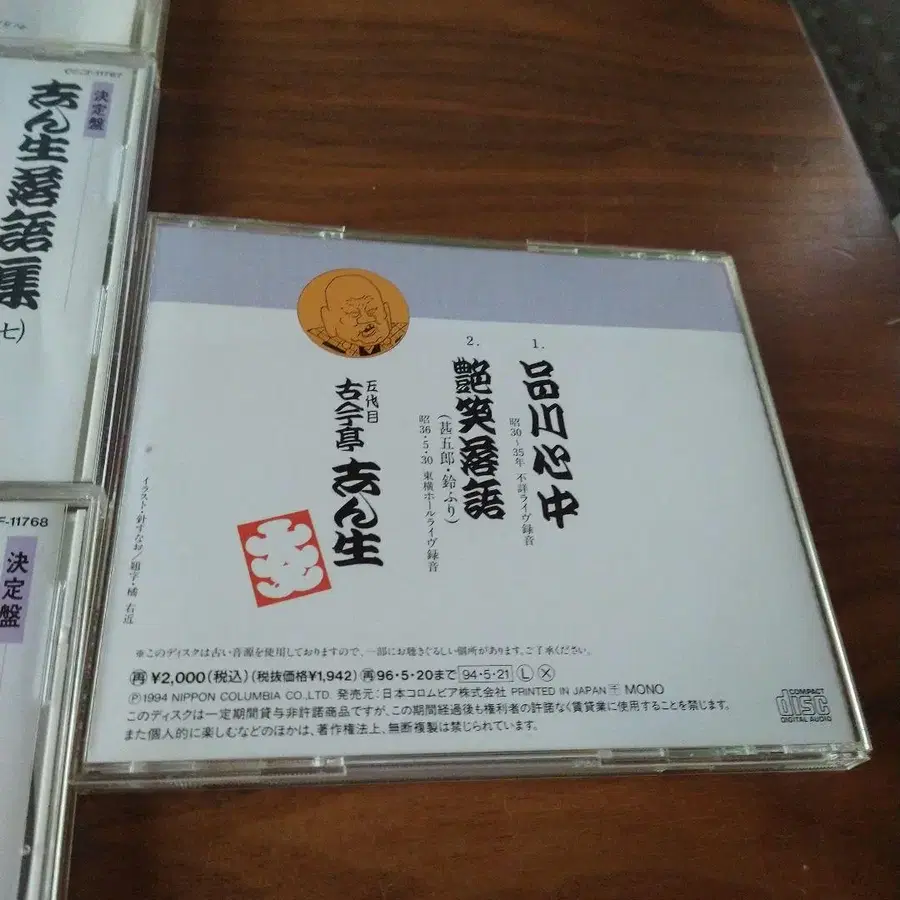 決定盤
志ん生落語集
(七)
F-11768
決定盤
1.
品川心中
昭30〜35年 不詳ライヴ録音
2.
艶笑落語
(甚五郎・鈴ふり)
昭36・5・30 東横ホールライヴ録音
五代目
古今亭 志ん生
イラスト・針すなお/題字・橘 右近
※このディスクは古い音源を使用しておりますので、一部にお聴きぐるしい個所があります。ご了承ください。
再 ¥2,000(税込)(税抜価格¥1,942) 再96・5・20まで 94・5・21 L X
Ⓟ1994 NIPPON COLUMBIA CO.,LTD. 発売元:日本コロムビア株式会社 PRINTED IN JAPAN 〒 MONO
このディスクは一定期間貸与非許諾商品ですが、この期間経過後も権利者の許諾なく賃貸業に使用することを禁じます。
また個人的に楽しむなどのほかは、著作権法上、無断複製は禁じられています。
COMPACT
disc
DIGITAL AUDIO